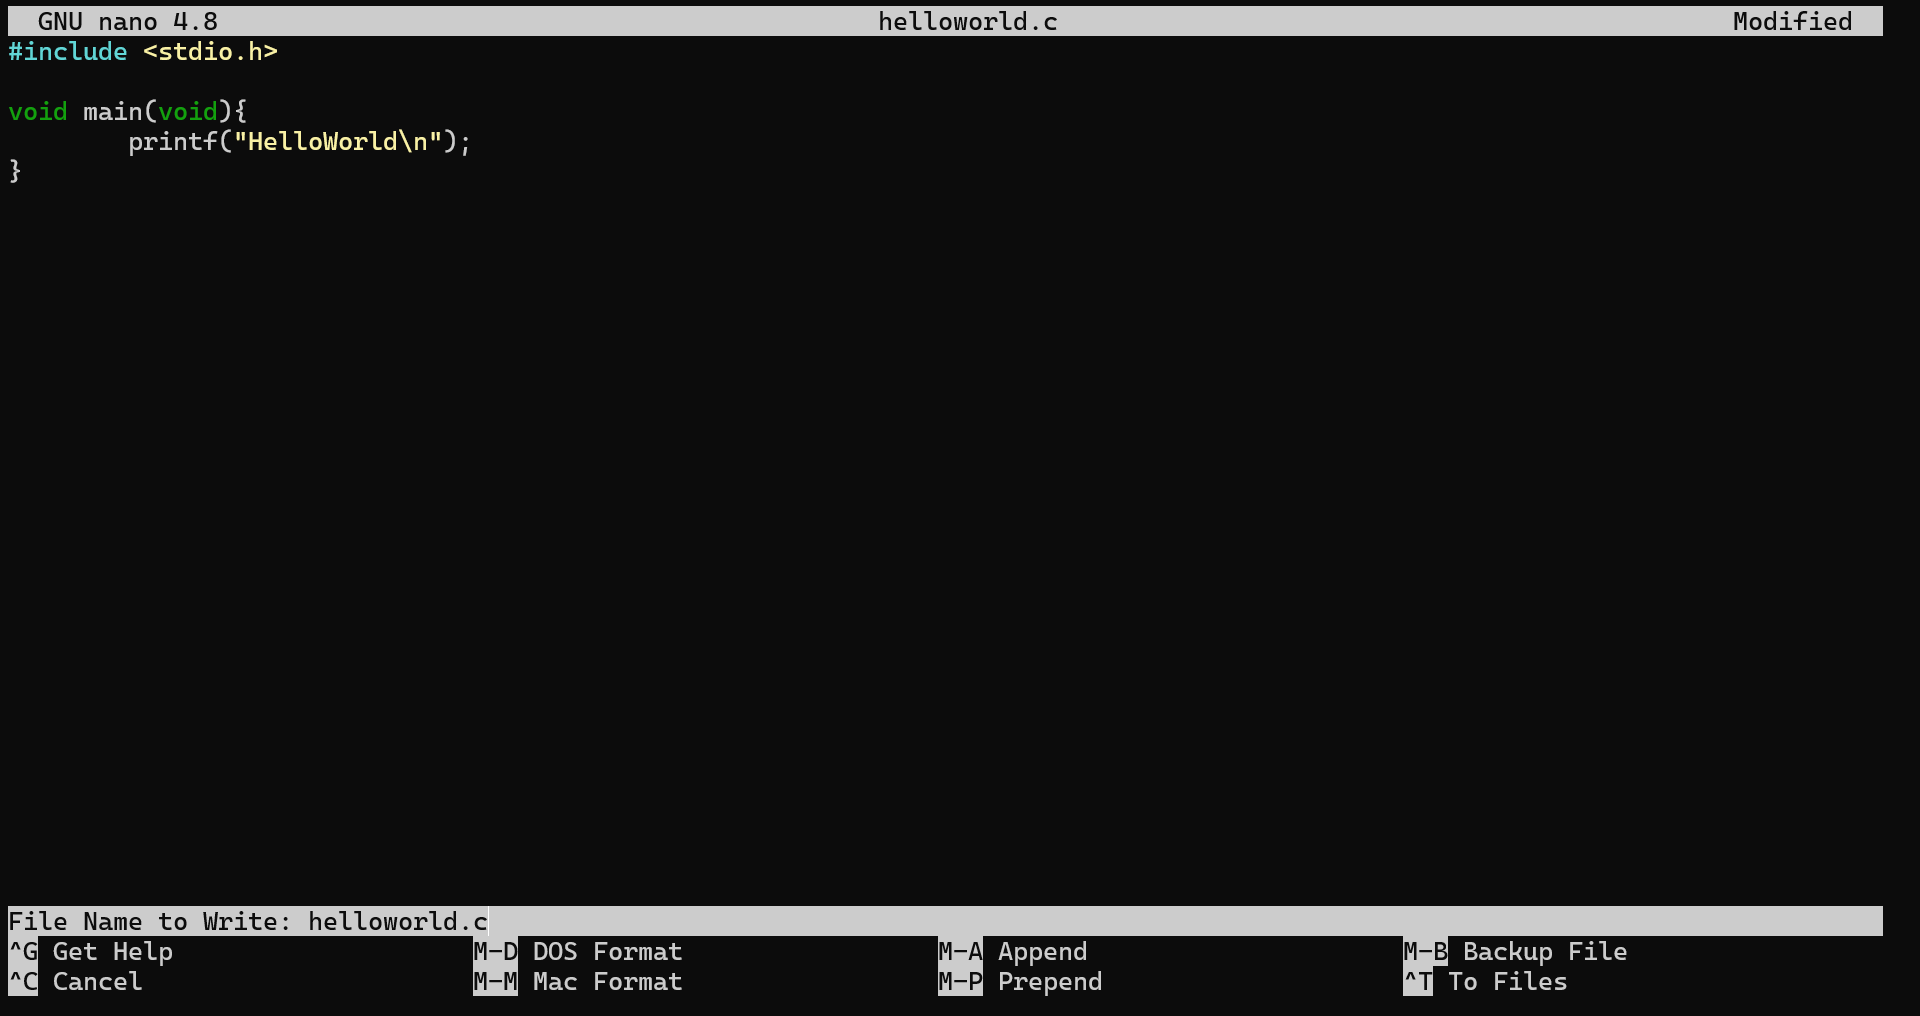 GNU nano 4.8 helloworld.c Modified
#include <stdio.h>
void main(void){
        printf("HelloWorld\n");
}
File Name to Write: helloworld.c
^G Get Help M-D DOS Format M-A Append M-B Backup File
^C Cancel M-M Mac Format M-P Prepend ^T To Files